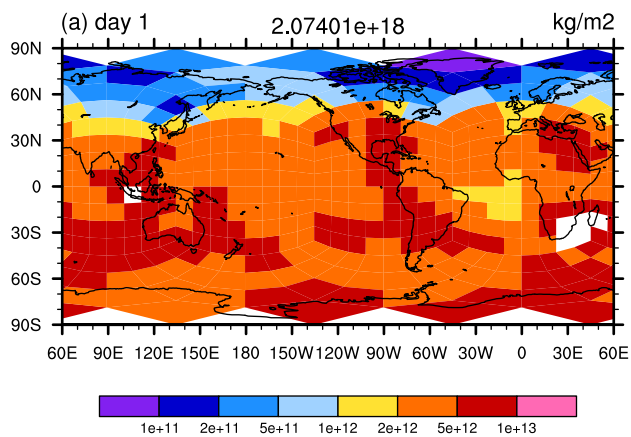 (a) day 1 2.07401e+18 kg/m2
90N
60N
30N
0
30S
60S
90S
60E 90E 120E 150E 180 150W 120W 90W 60W 30W 0 30E 60E
1e+11 2e+11 5e+11 1e+12 2e+12 5e+12 1e+13